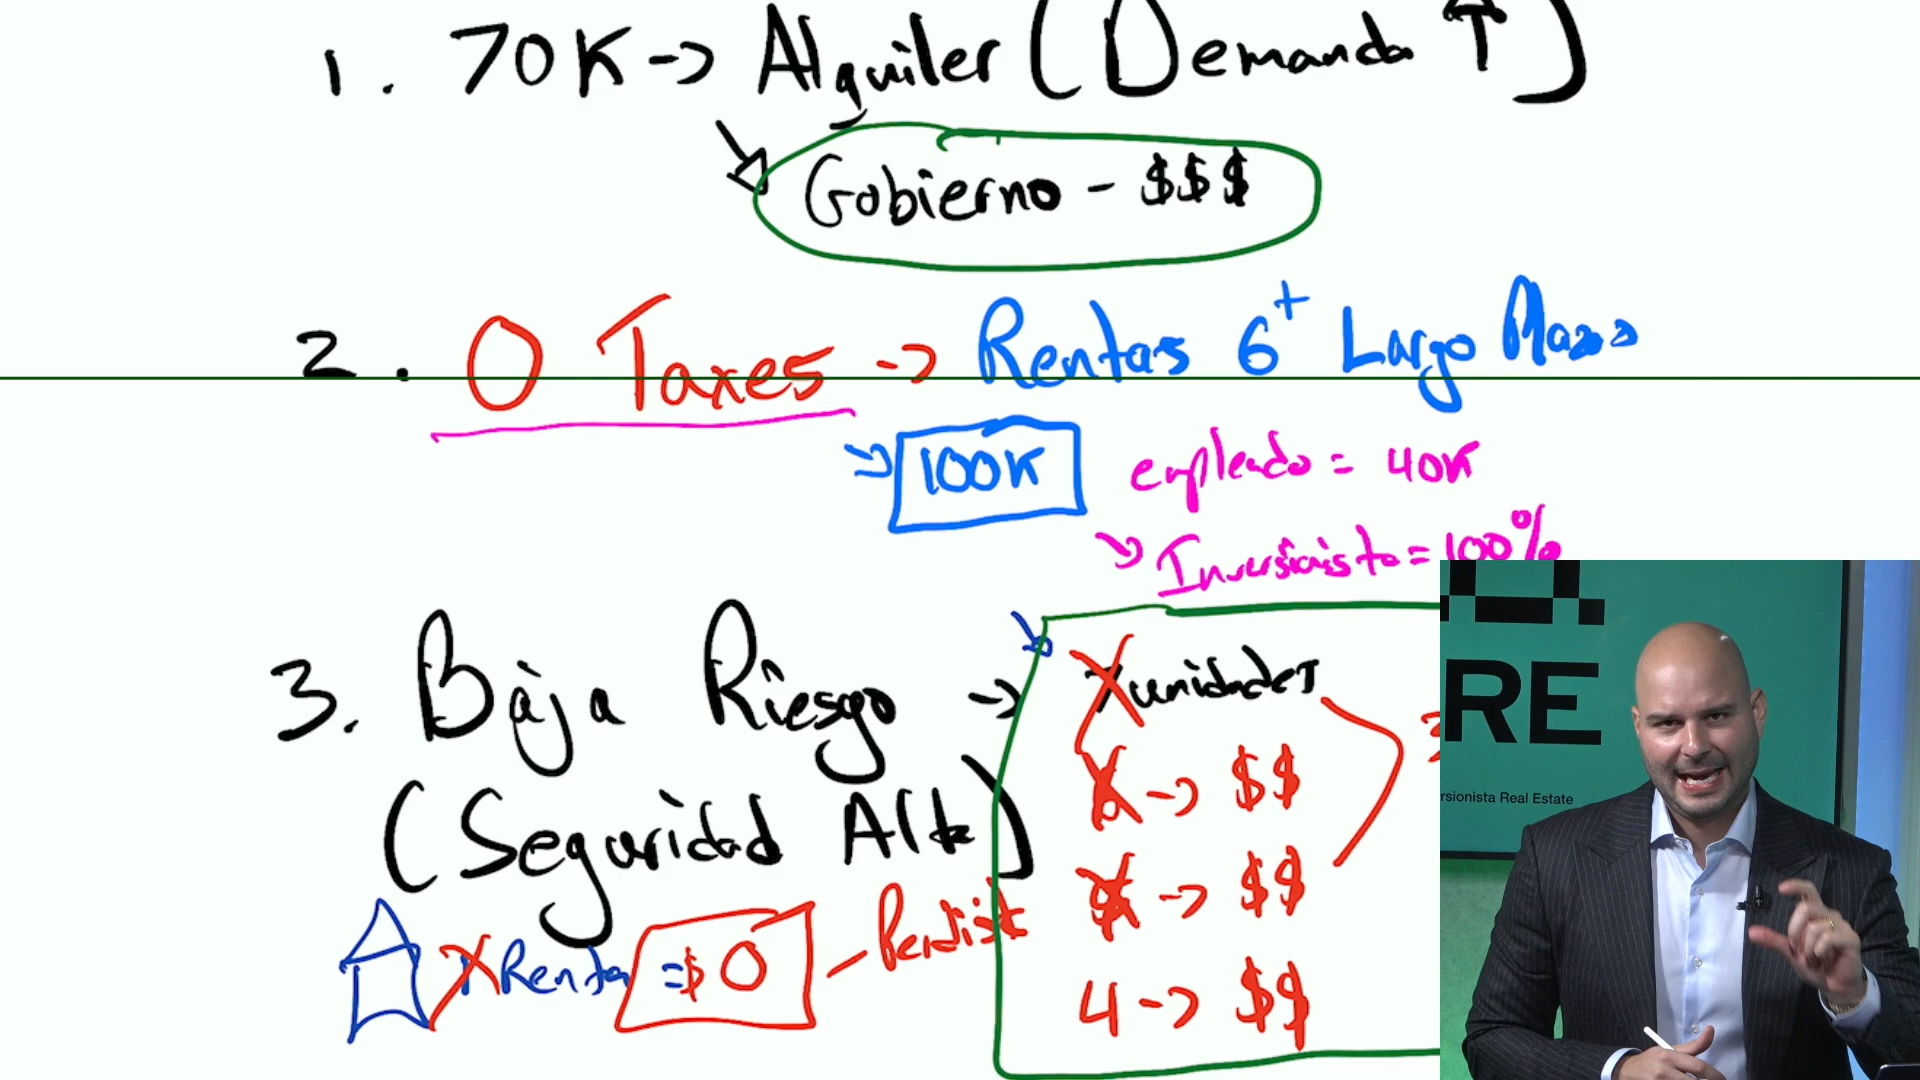 1. 70K -> Alquiler (Demanda ↑)
Gobierno - $$$
2. 0 Taxes -> Rentas 6+ Largo Plazo
100K empleado = 40K
Inversionista = 100%
3. Baja Riesgo -> unidades
(Seguridad Alta)
-> $$
-> $$
X Renta = $0 - Perdiste
4 -> $$
RE
rsionista Real Estate